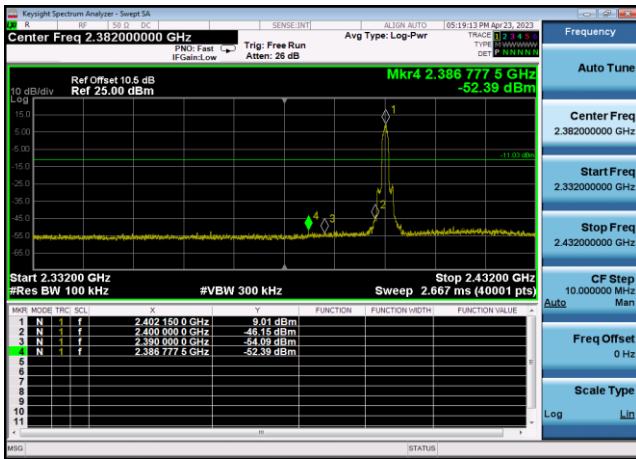 Keysight Spectrum Analyzer - Swept SA
R RF 50 Ω DC SENSE:INT ALIGN AUTO 05:19:13 PM Apr 23, 2023
Center Freq 2.382000000 GHz
PNO: Fast
IFGain:Low
Trig: Free Run
Atten: 26 dB
Avg Type: Log-Pwr
TRACE 1 2 3 4 5 6
TYPE M WWWWW
DET P N N N N N
Ref Offset 10.5 dB
10 dB/div Ref 25.00 dBm
Log
Mkr4 2.386 777 5 GHz
-52.39 dBm
15.0
5.00
-5.00
-15.0
-25.0
-35.0
-45.0
-55.0
-65.0
1
2
3
4
-11.03 dBm
Start 2.33200 GHz Stop 2.43200 GHz
#Res BW 100 kHz #VBW 300 kHz Sweep 2.667 ms (40001 pts)
MKR MODE TRC SCL X Y FUNCTION FUNCTION WIDTH FUNCTION VALUE
1 N 1 f 2.402 150 0 GHz 9.01 dBm
2 N 1 f 2.400 000 0 GHz -46.15 dBm
3 N 1 f 2.390 000 0 GHz -54.09 dBm
4 N 1 f 2.386 777 5 GHz -52.39 dBm
5
6
7
8
9
10
11
MSG STATUS
Frequency
Auto Tune
Center Freq
2.382000000 GHz
Start Freq
2.332000000 GHz
Stop Freq
2.432000000 GHz
CF Step
10.000000 MHz
Auto Man
Freq Offset
0 Hz
Scale Type
Log Lin